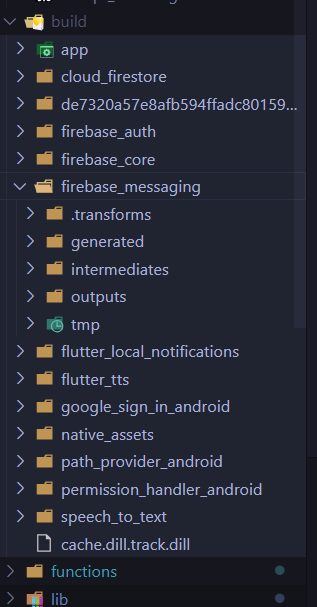 build
app
cloud_firestore
de7320a57e8afb594ffadc80159...
firebase_auth
firebase_core
firebase_messaging
.transforms
generated
intermediates
outputs
tmp
flutter_local_notifications
flutter_tts
google_sign_in_android
native_assets
path_provider_android
permission_handler_android
speech_to_text
cache.dill.track.dill
functions
lib